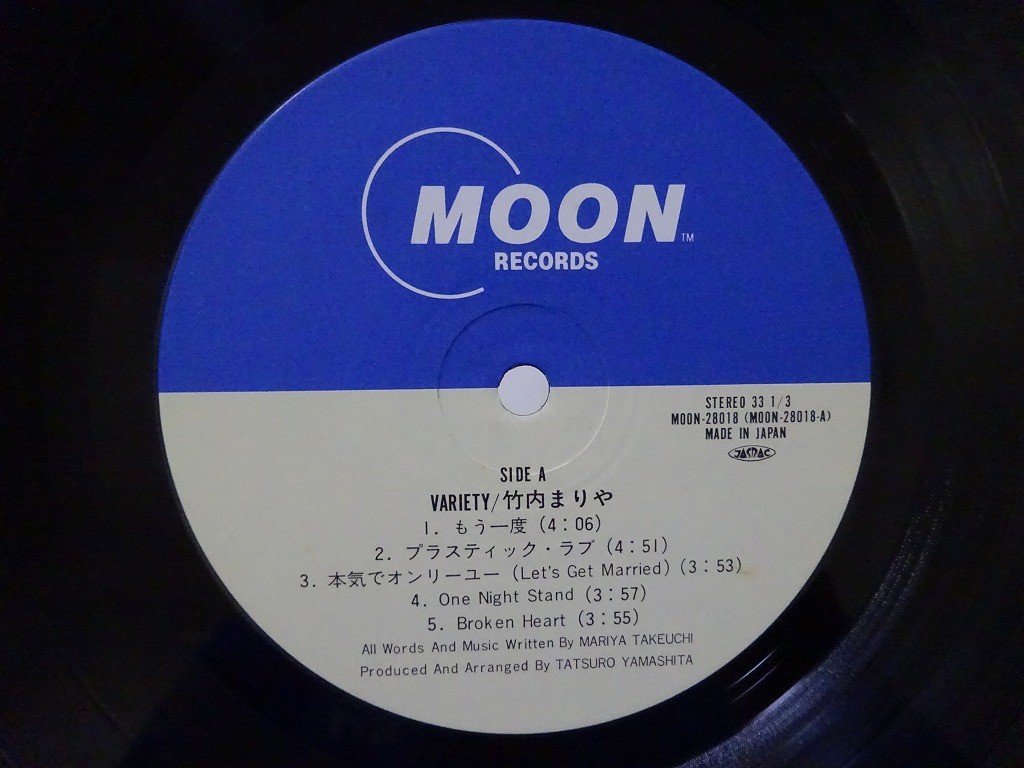 MOON™
RECORDS
STEREO 33 1/3
MOON-28018 (MOON-28018-A)
MADE IN JAPAN
JASRAC
SIDE A
VARIETY/竹内まりや
1. もう一度 (4:06)
2. プラスティック・ラブ (4:51)
3. 本気でオンリーユー (Let's Get Married) (3:53)
4. One Night Stand (3:57)
5. Broken Heart (3:55)
All Words And Music Written By MARIYA TAKEUCHI
Produced And Arranged By TATSURO YAMASHITA